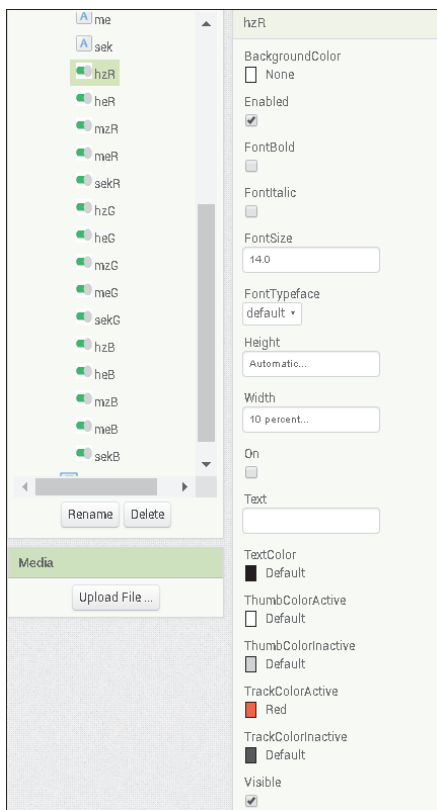 me
sek
hzR
heR
mzR
meR
sekR
hzG
heG
mzG
meG
sekG
hzB
heB
mzB
meB
sekB
Rename Delete
Media
Upload File ...
hzR
BackgroundColor
None
Enabled
FontBold
FontItalic
FontSize
14.0
FontTypeface
default
Height
Automatic...
Width
10 percent...
On
Text
TextColor
Default
ThumbColorActive
Default
ThumbColorInactive
Default
TrackColorActive
Red
TrackColorInactive
Default
Visible